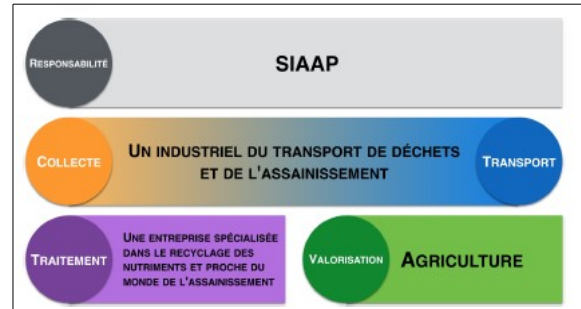 RESPONSABILITÉ
SIAAP
COLLECTE
UN INDUSTRIEL DU TRANSPORT DE DÉCHETS
ET DE L'ASSAINISSEMENT
TRANSPORT
TRAITEMENT
UNE ENTREPRISE SPÉCIALISÉE
DANS LE RECYCLAGE DES
NUTRIMENTS ET PROCHE DU
MONDE DE L'ASSAINISSEMENT
VALORISATION
AGRICULTURE